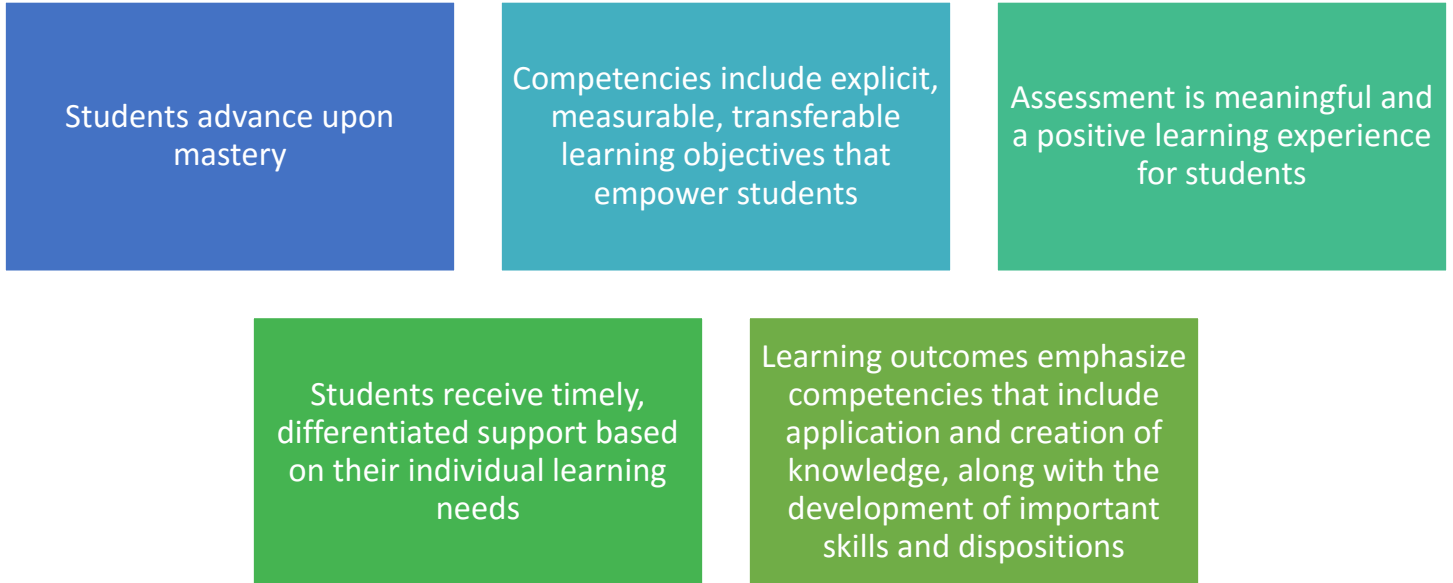 Students advance upon
mastery
Competencies include explicit,
measurable, transferable
learning objectives that
empower students
Assessment is meaningful and
a positive learning experience
for students
Students receive timely,
differentiated support based
on their individual learning
needs
Learning outcomes emphasize
competencies that include
application and creation of
knowledge, along with the
development of important
skills and dispositions